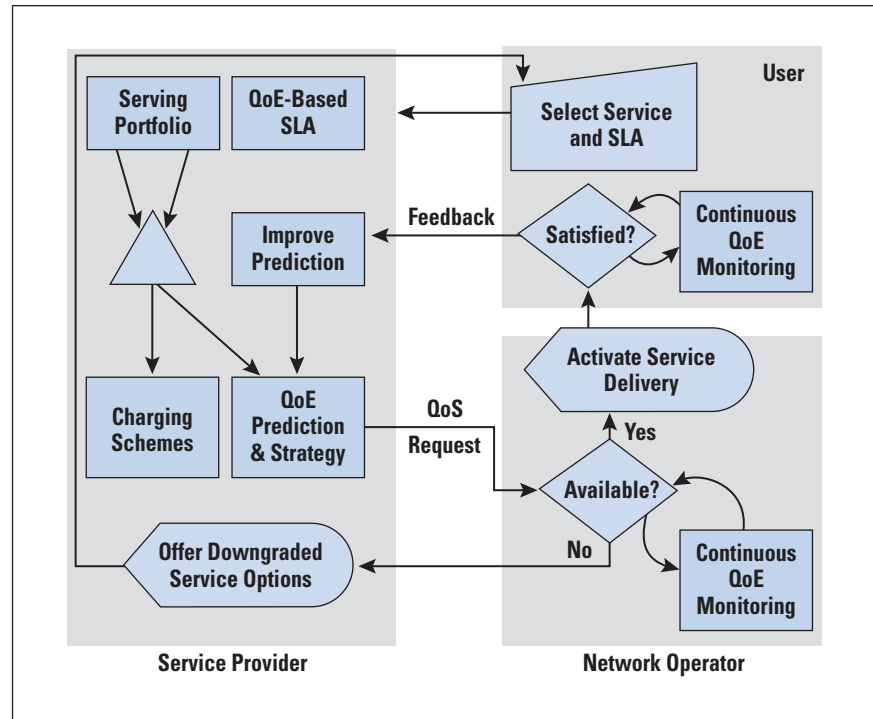 User
Serving
Portfolio
QoE-Based
SLA
Select Service
and SLA
Feedback
Improve
Prediction
Satisfied?
Continuous
QoE
Monitoring
Activate Service
Delivery
Charging
Schemes
QoE
Prediction
& Strategy
QoS
Request
Yes
Available?
No
Continuous
QoE
Monitoring
Offer Downgraded
Service Options
Service Provider
Network Operator